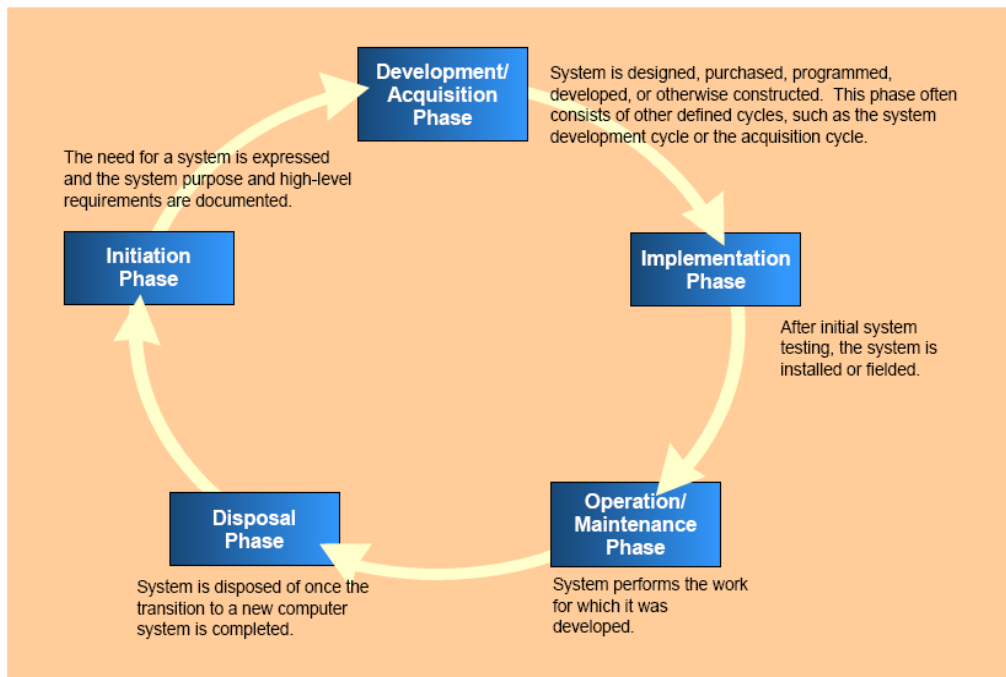 Development/
Acquisition
Phase
System is designed, purchased, programmed,
developed, or otherwise constructed. This phase often
consists of other defined cycles, such as the system
development cycle or the acquisition cycle.
The need for a system is expressed
and the system purpose and high-level
requirements are documented.
Initiation
Phase
Implementation
Phase
After initial system
testing, the system is
installed or fielded.
Operation/
Maintenance
Phase
System performs the work
for which it was
developed.
Disposal
Phase
System is disposed of once the
transition to a new computer
system is completed.